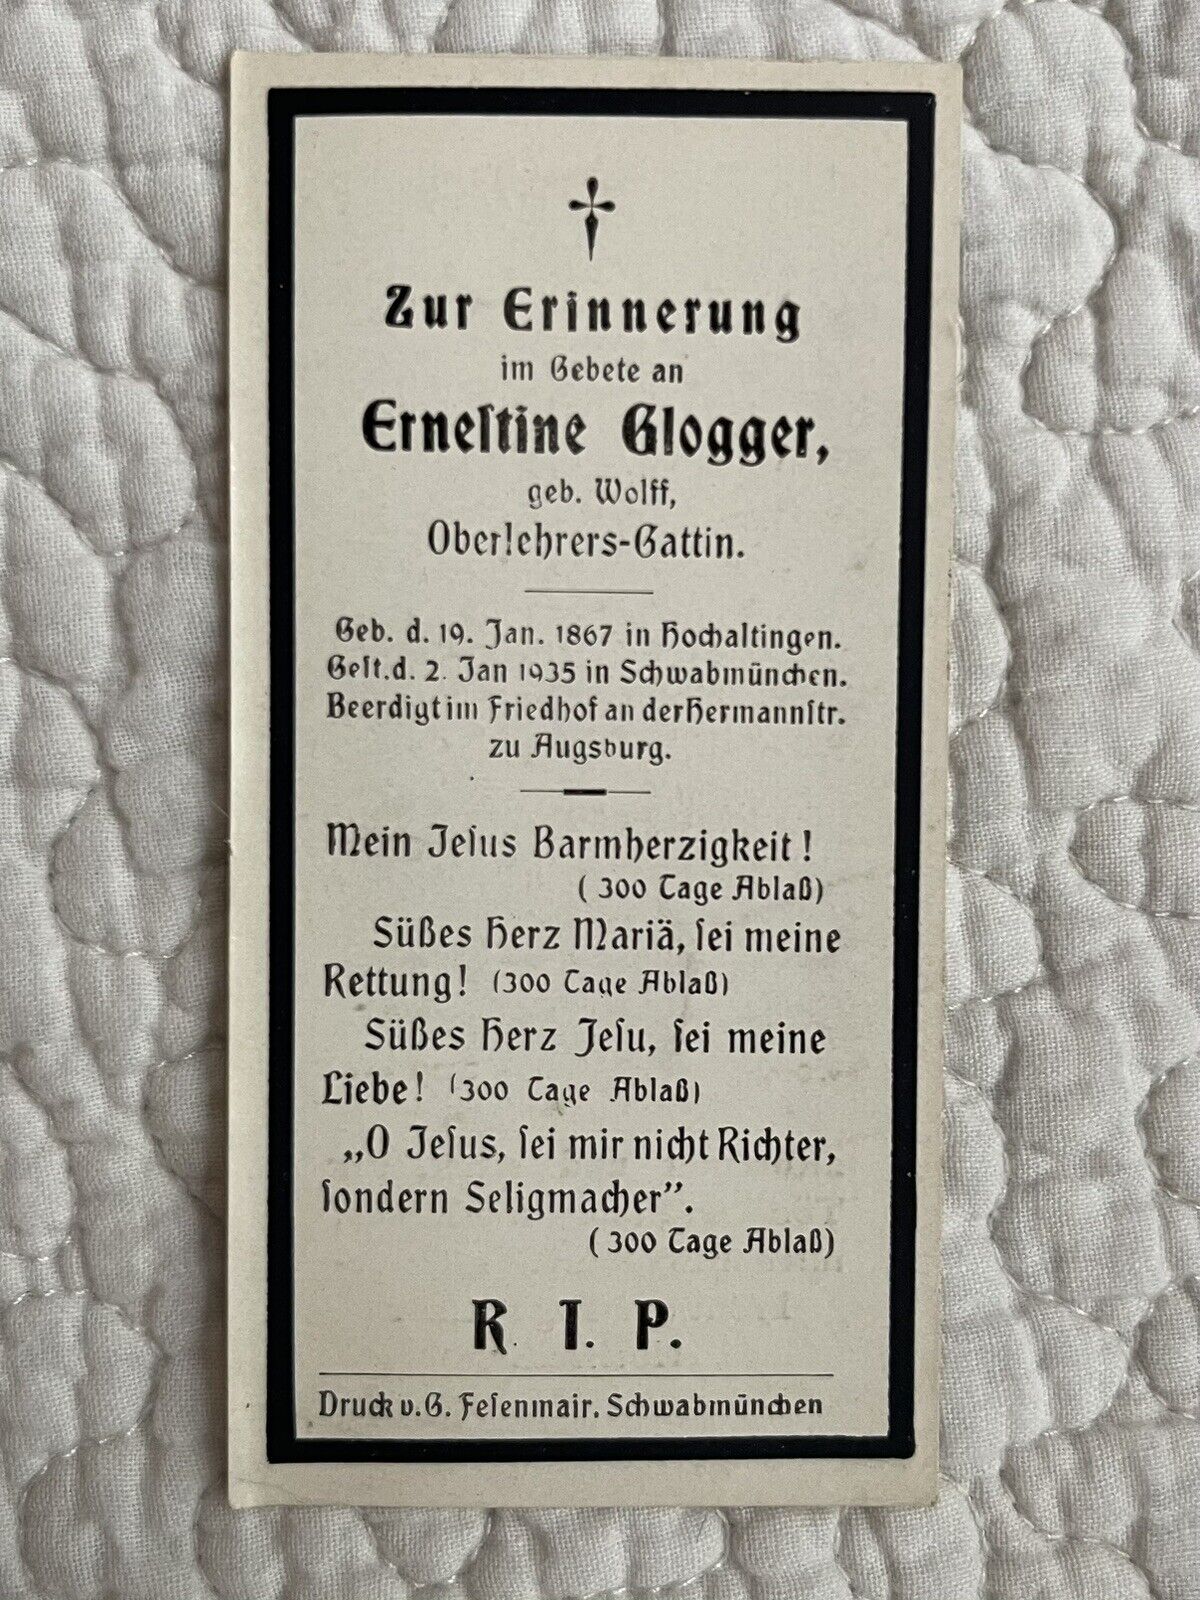 Zur Erinnerung
im Gebete an
Erneſtine Glogger,
geb. Wolff,
Oberlehrers-Gattin.
Geb. d. 19. Jan. 1867 in Hochaltingen.
Geſt. d. 2. Jan 1935 in Schwabmünchen.
Beerdigt im Friedhof an der Hermannſtr.
zu Augsburg.
Mein Jeſus Barmherzigkeit!
(300 Tage Ablaß)
Süßes Herz Mariä, ſei meine
Rettung! (300 Tage Ablaß)
Süßes Herz Jeſu, ſei meine
Liebe! (300 Tage Ablaß)
„O Jeſus, ſei mir nicht Richter,
ſondern Seligmacher”.
(300 Tage Ablaß)
R. I. P.
Druck v. G. Feſenmair. Schwabmünchen